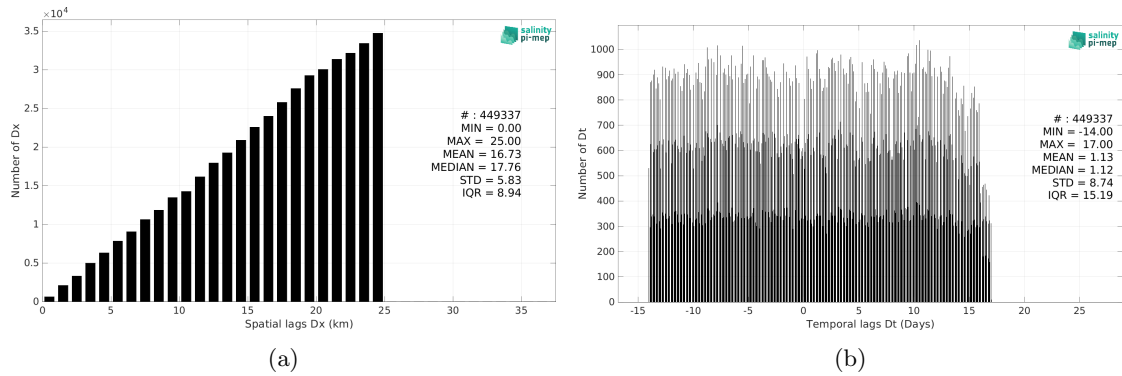 ×10⁴
3.5
3
2.5
2
1.5
1
0.5
0
Number of Dx
0 5 10 15 20 25 30 35
Spatial lags Dx (km)
salinity
pi-mep
# : 449337
MIN = 0.00
MAX = 25.00
MEAN = 16.73
MEDIAN = 17.76
STD = 5.83
IQR = 8.94
(a)
1000
900
800
700
600
500
400
300
200
100
0
Number of Dt
-15 -10 -5 0 5 10 15 20 25
Temporal lags Dt (Days)
salinity
pi-mep
# : 449337
MIN = -14.00
MAX = 17.00
MEAN = 1.13
MEDIAN = 1.12
STD = 8.74
IQR = 15.19
(b)